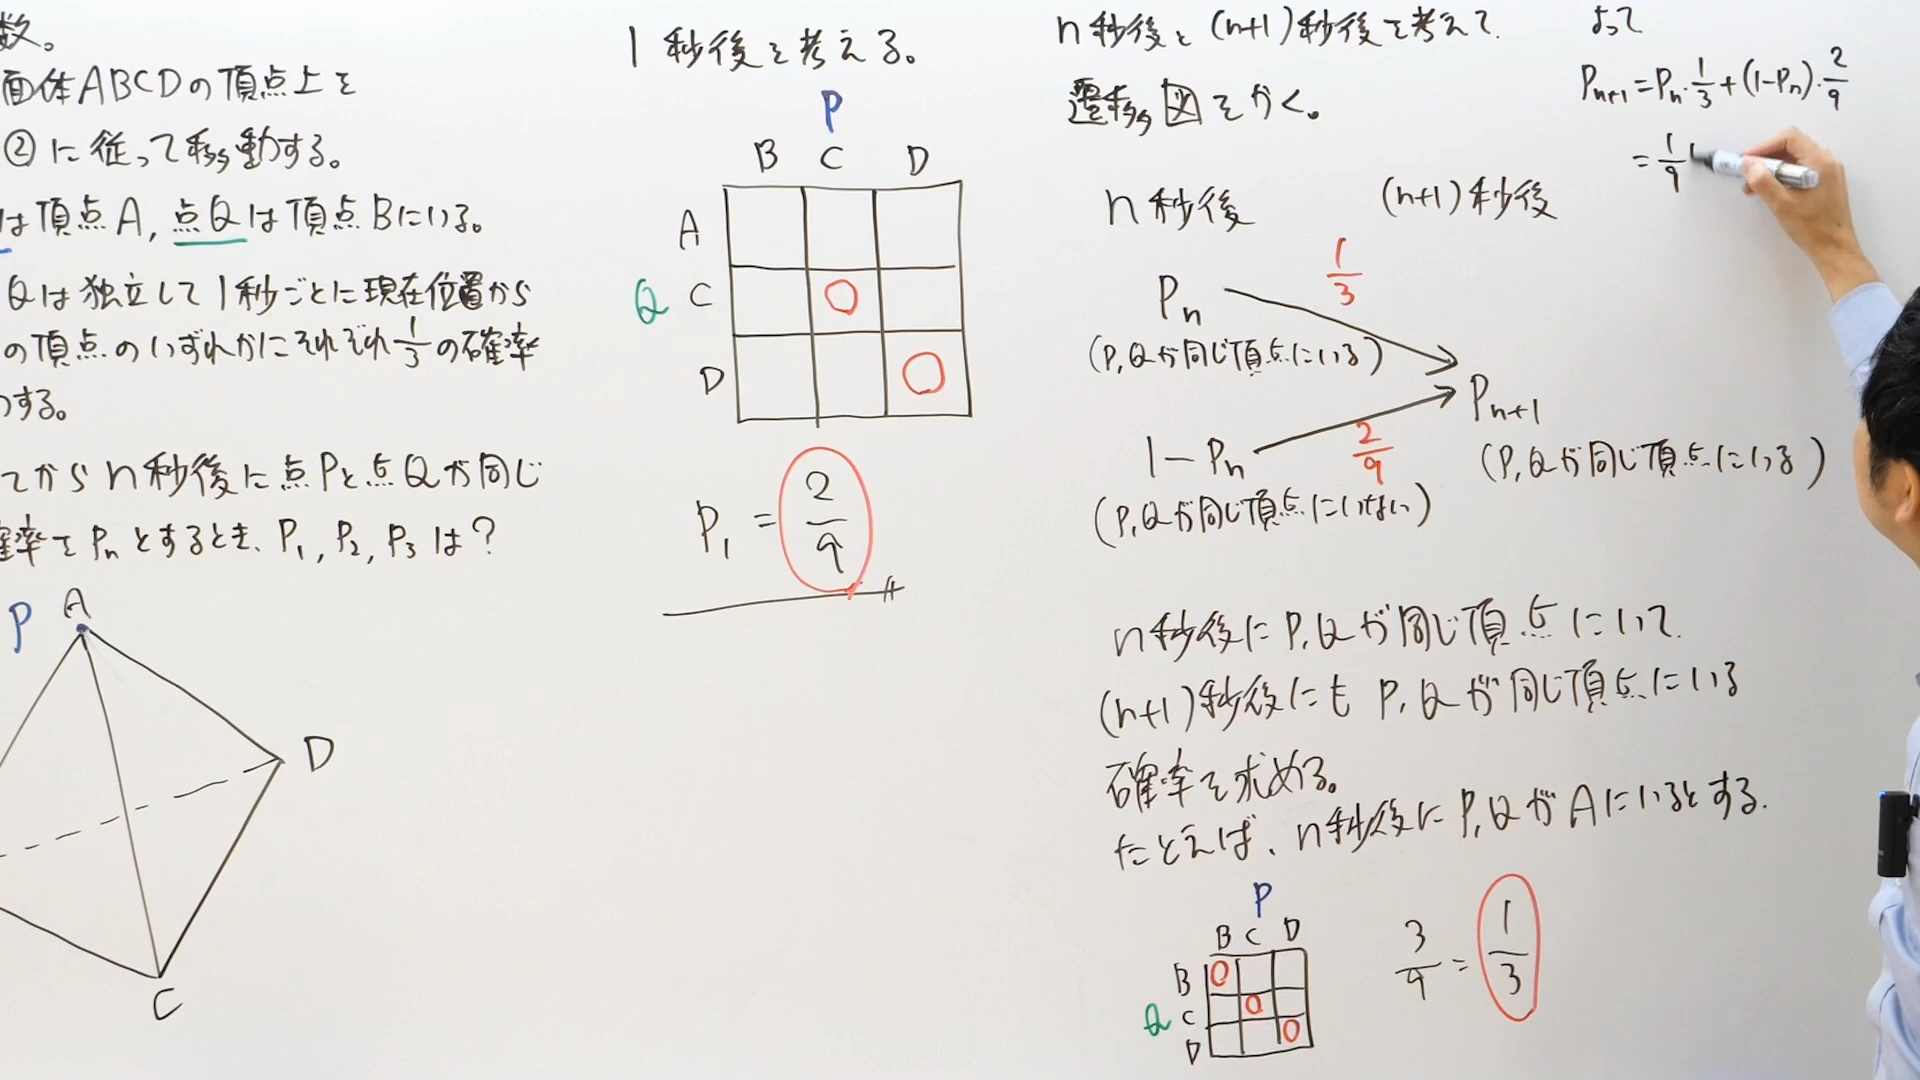 数。
面体ABCDの頂点上を
②に従って移動する。
は頂点A, 点Qは頂点Bにいる。
Qは独立して1秒ごとに現在位置から
の頂点のいずれかにそれぞれ1/3の確率
する。
てからn秒後に点Pと点Qが同じ
確率をPnとするとき、P1, P2, P3は?
P
A
D
C
1秒後を考える。
P
B C D
A
Q C ○
D ○
P1 = 2/9
n秒後と(n+1)秒後を考えて
遷移図をかく。
n秒後 (n+1)秒後
Pn 1/3
(P,Qが同じ頂点にいる)
Pn+1
1-Pn 2/9
(P,Qが同じ頂点にいる)
(P,Qが同じ頂点にいない)
n秒後にP,Qが同じ頂点にいて
(n+1)秒後にもP,Qが同じ頂点にいる
確率を求める。
たとえば、n秒後にP,QがAにいるとする.
P
B C D
B ○
Q C ○
D ○
3/9 = 1/3
よって
Pn+1=Pn・1/3+(1-Pn)・2/9
=1/9